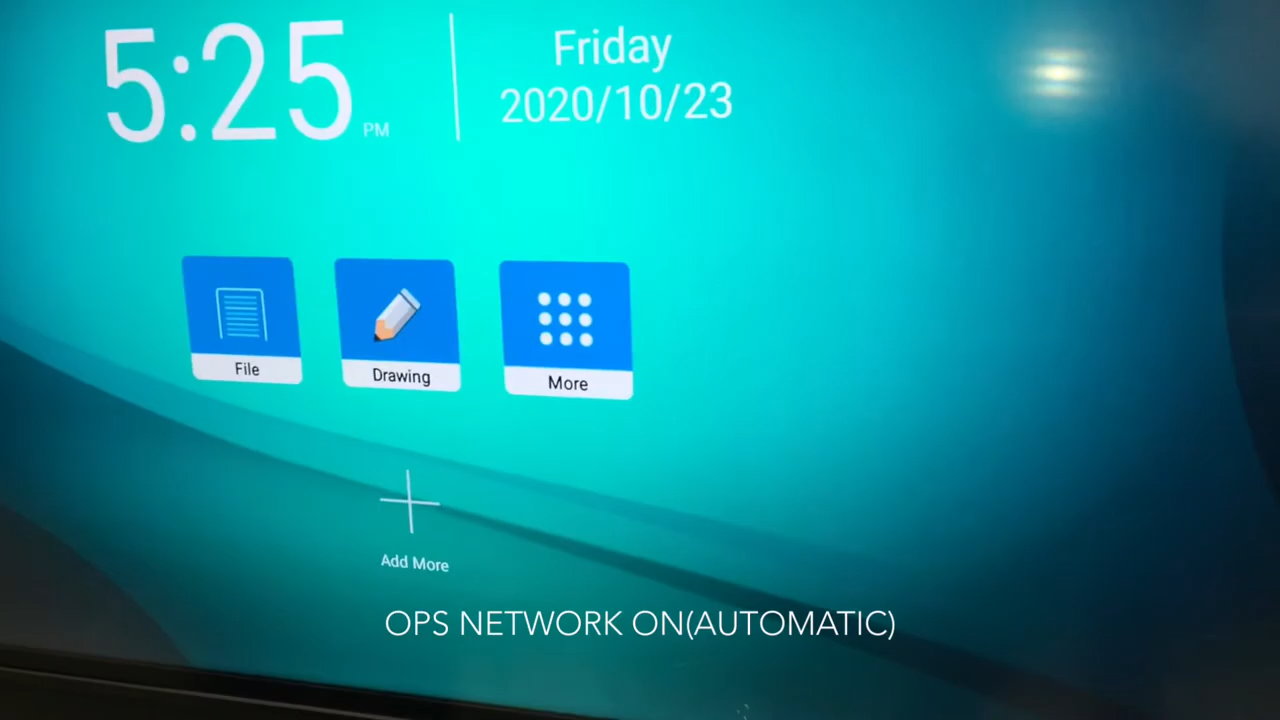 5:25 PM
Friday
2020/10/23
File
Drawing
More
Add More
OPS NETWORK ON(AUTOMATIC)